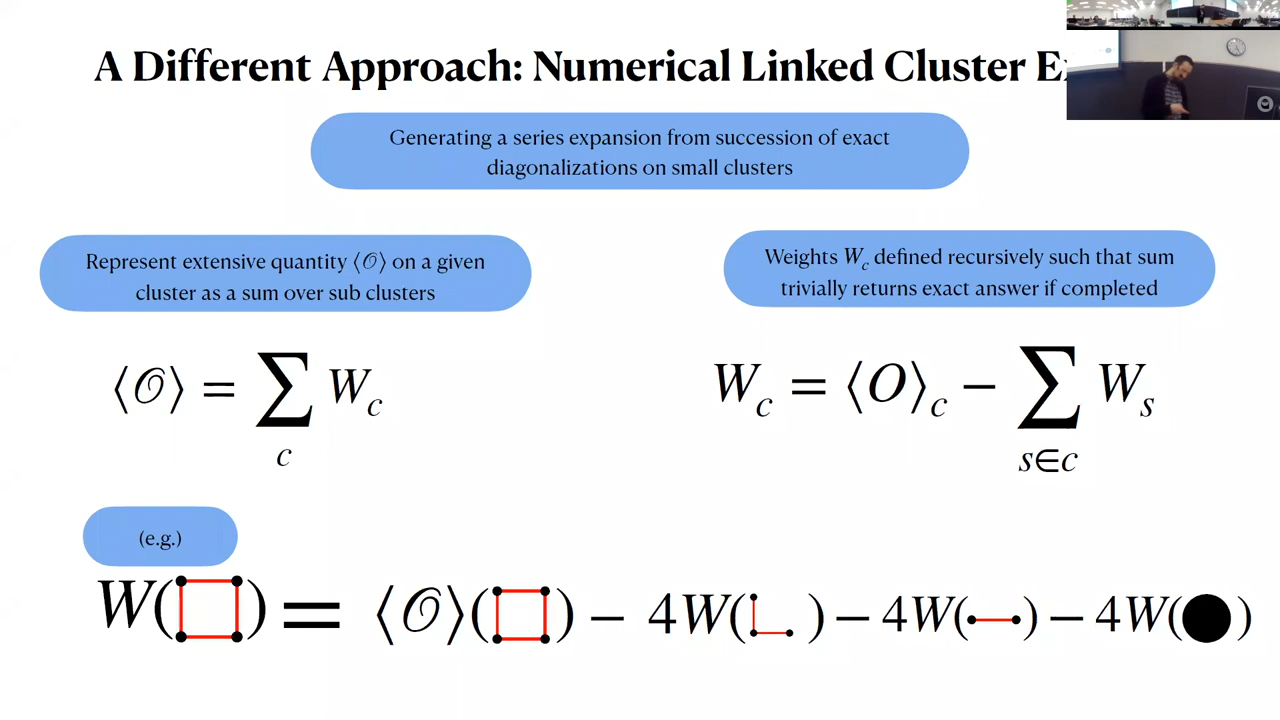 A Different Approach: Numerical Linked Cluster
Generating a series expansion from succession of exact
diagonalizations on small clusters
Represent extensive quantity ⟨𝒪⟩ on a given
cluster as a sum over sub clusters
Weights W_c defined recursively such that sum
trivially returns exact answer if completed
⟨𝒪⟩ = ∑_c W_c
W_c = ⟨O⟩_c − ∑_{s∈c} W_s
(e.g.)
W( ) = ⟨𝒪⟩( ) − 4W( ) − 4W( ) − 4W( )